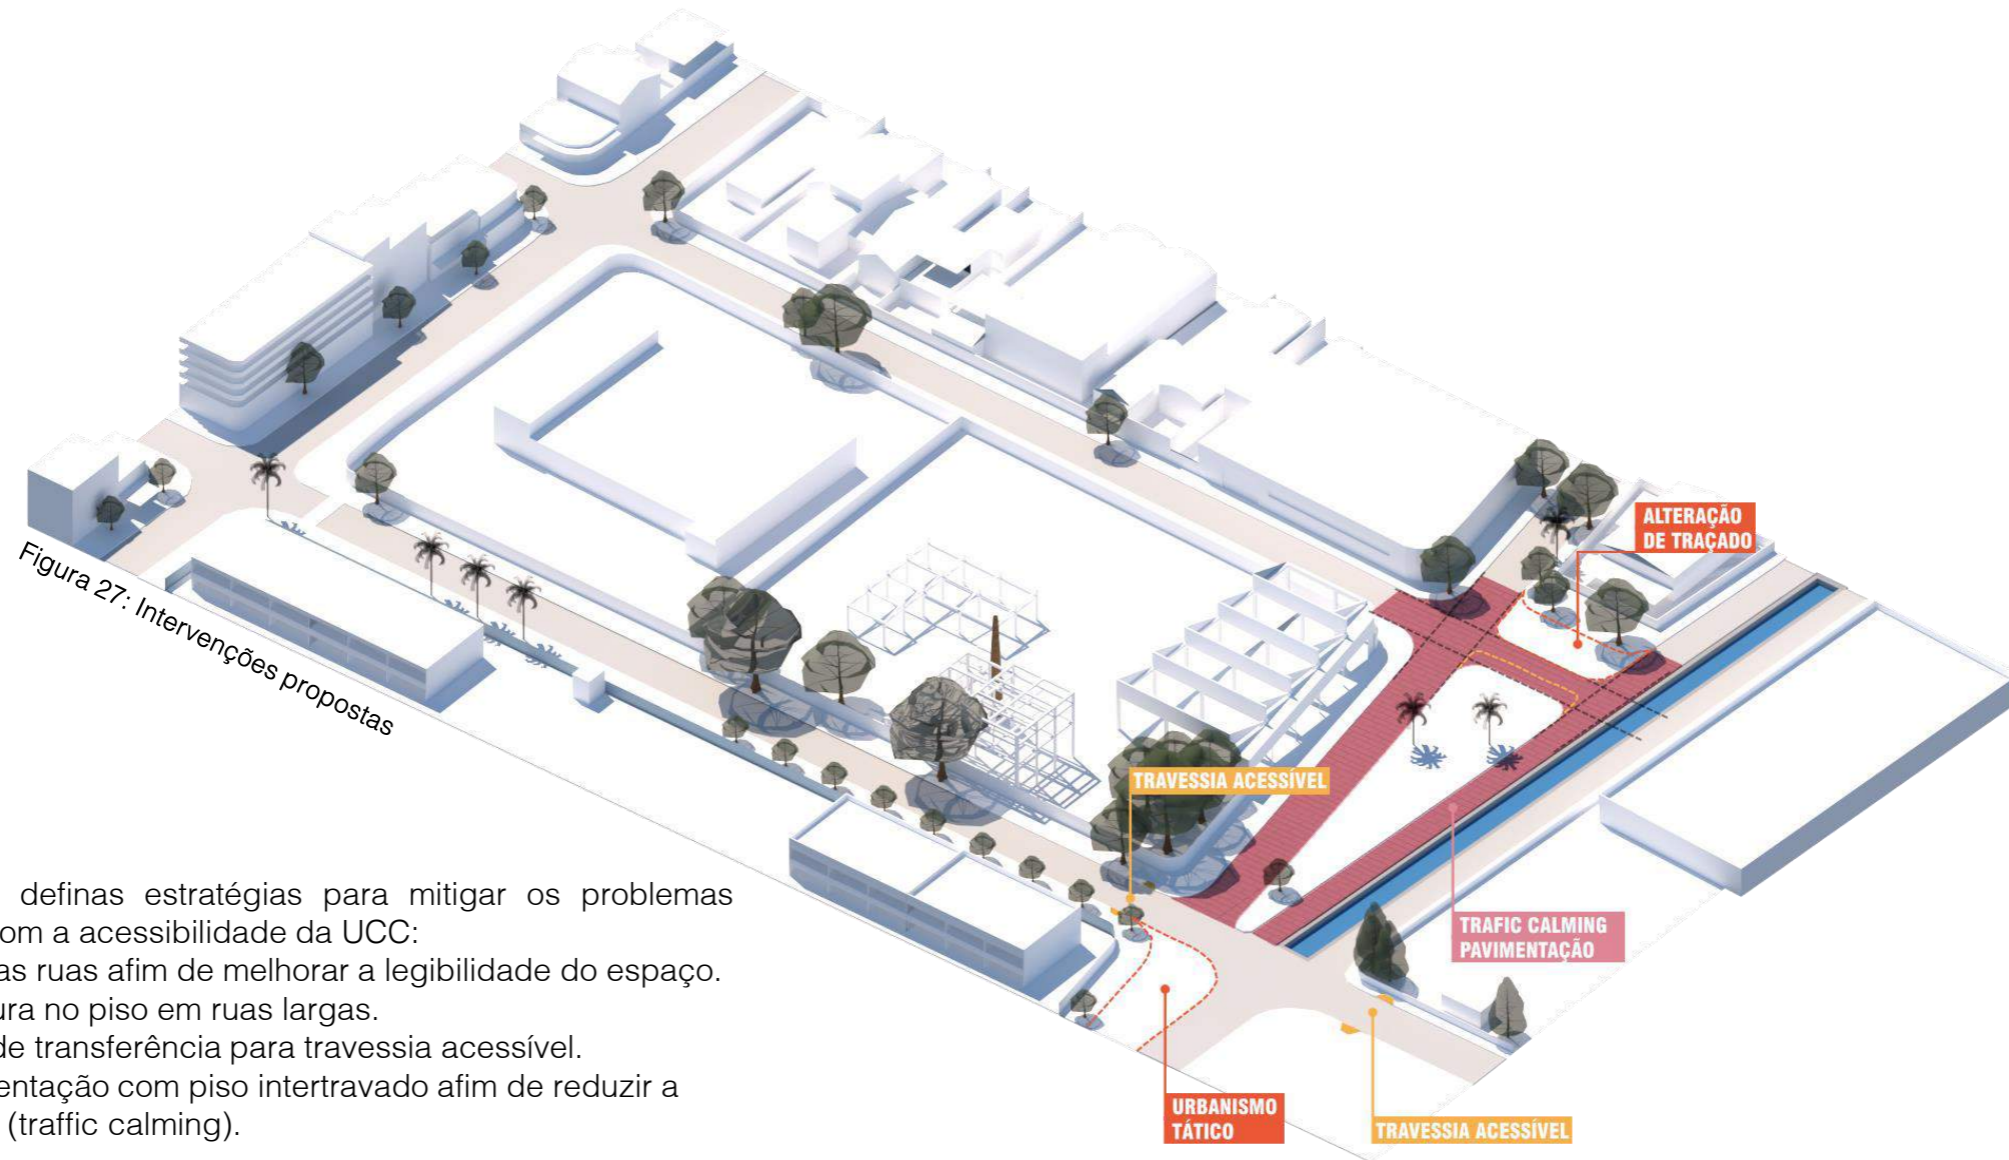 ALTERAÇÃO
DE TRAÇADO
Figura 27: Intervenções propostas
TRAVESSIA ACESSÍVEL
definas estratégias para mitigar os problemas
om a acessibilidade da UCC:
as ruas afim de melhorar a legibilidade do espaço.
ura no piso em ruas largas.
de transferência para travessia acessível.
entação com piso intertravado afim de reduzir a
(traffic calming).
TRAFIC CALMING
PAVIMENTAÇÃO
URBANISMO
TÁTICO
TRAVESSIA ACESSÍVEL